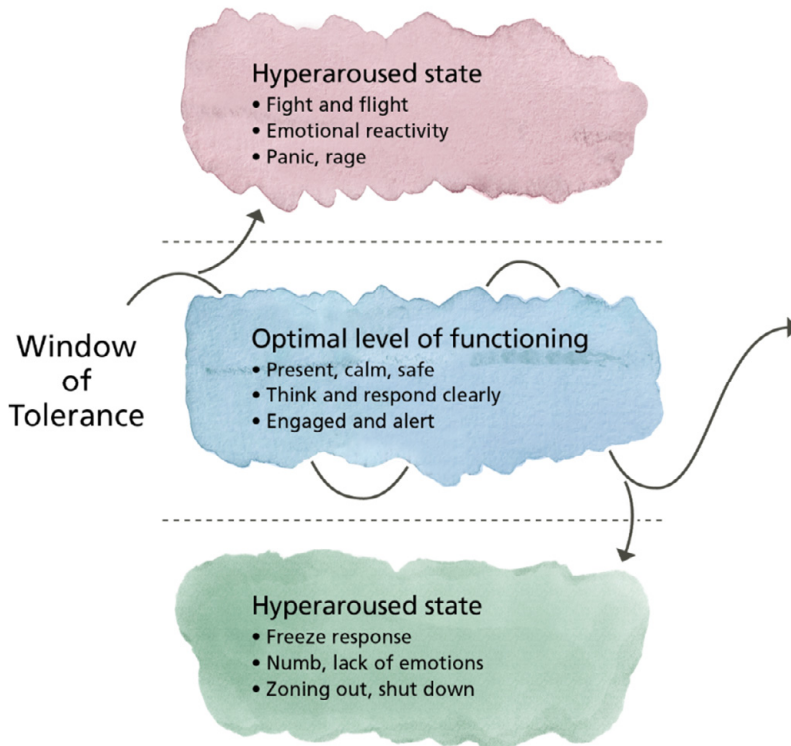 Hyperaroused state
• Fight and flight
• Emotional reactivity
• Panic, rage
Window
of
Tolerance
Optimal level of functioning
• Present, calm, safe
• Think and respond clearly
• Engaged and alert
Hyperaroused state
• Freeze response
• Numb, lack of emotions
• Zoning out, shut down